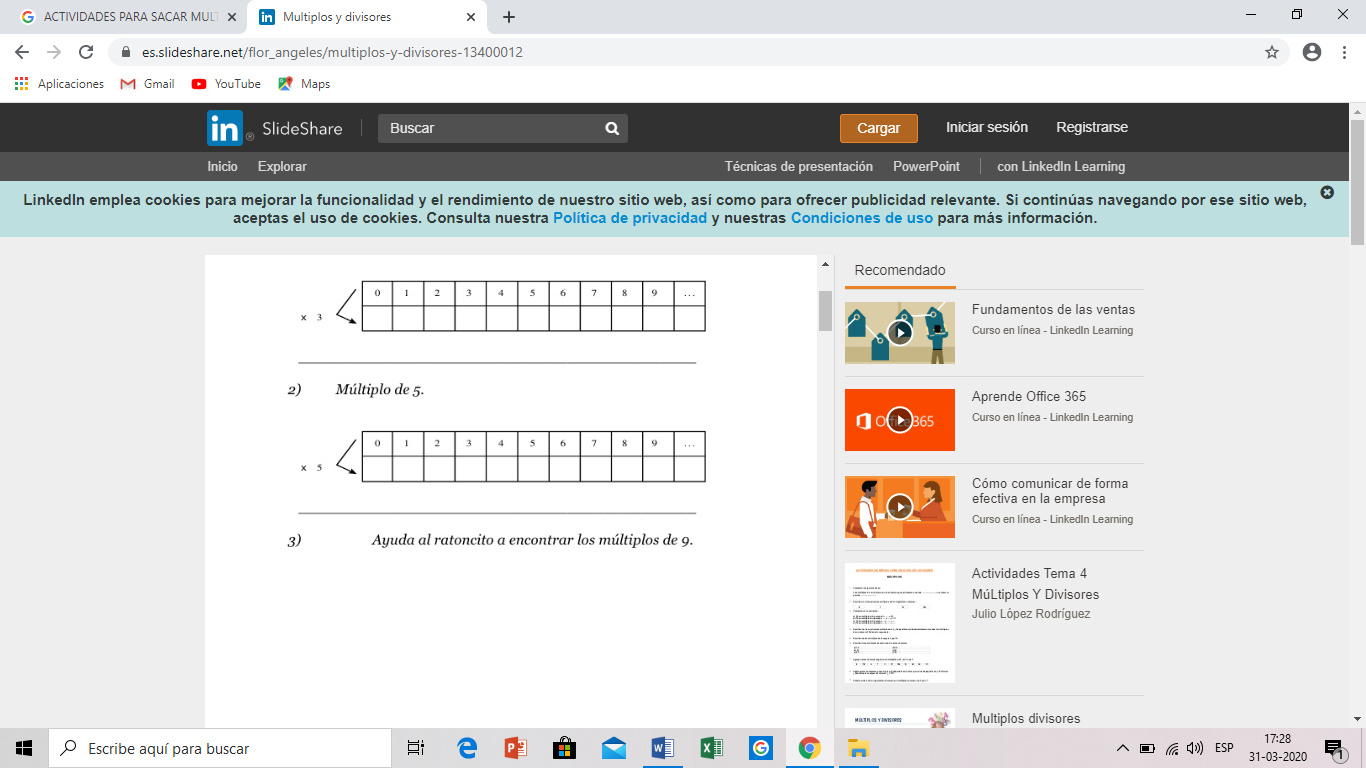 ACTIVIDADES PARA SACAR MULT
Multiplos y divisores
es.slideshare.net/flor_angeles/multiplos-y-divisores-13400012
Aplicaciones Gmail YouTube Maps
in ® SlideShare Buscar Cargar Iniciar sesión Registrarse
Inicio Explorar Técnicas de presentación PowerPoint con LinkedIn Learning
LinkedIn emplea cookies para mejorar la funcionalidad y el rendimiento de nuestro sitio web, así como para ofrecer publicidad relevante. Si continúas navegando por ese sitio web,
aceptas el uso de cookies. Consulta nuestra Política de privacidad y nuestras Condiciones de uso para más información.
0 1 2 3 4 5 6 7 8 9 ...
x 3
2) Múltiplo de 5.
0 1 2 3 4 5 6 7 8 9 ...
x 5
3) Ayuda al ratoncito a encontrar los múltiplos de 9.
Recomendado
Fundamentos de las ventas
Curso en línea - LinkedIn Learning
Office 365
Aprende Office 365
Curso en línea - LinkedIn Learning
Cómo comunicar de forma
efectiva en la empresa
Curso en línea - LinkedIn Learning
Actividades Tema 4
MúLtiplos Y Divisores
Julio López Rodríguez
MÚLTIPLOS Y DIVISORES
Multiplos divisores
Escribe aquí para buscar
ESP
17:28
31-03-2020
1